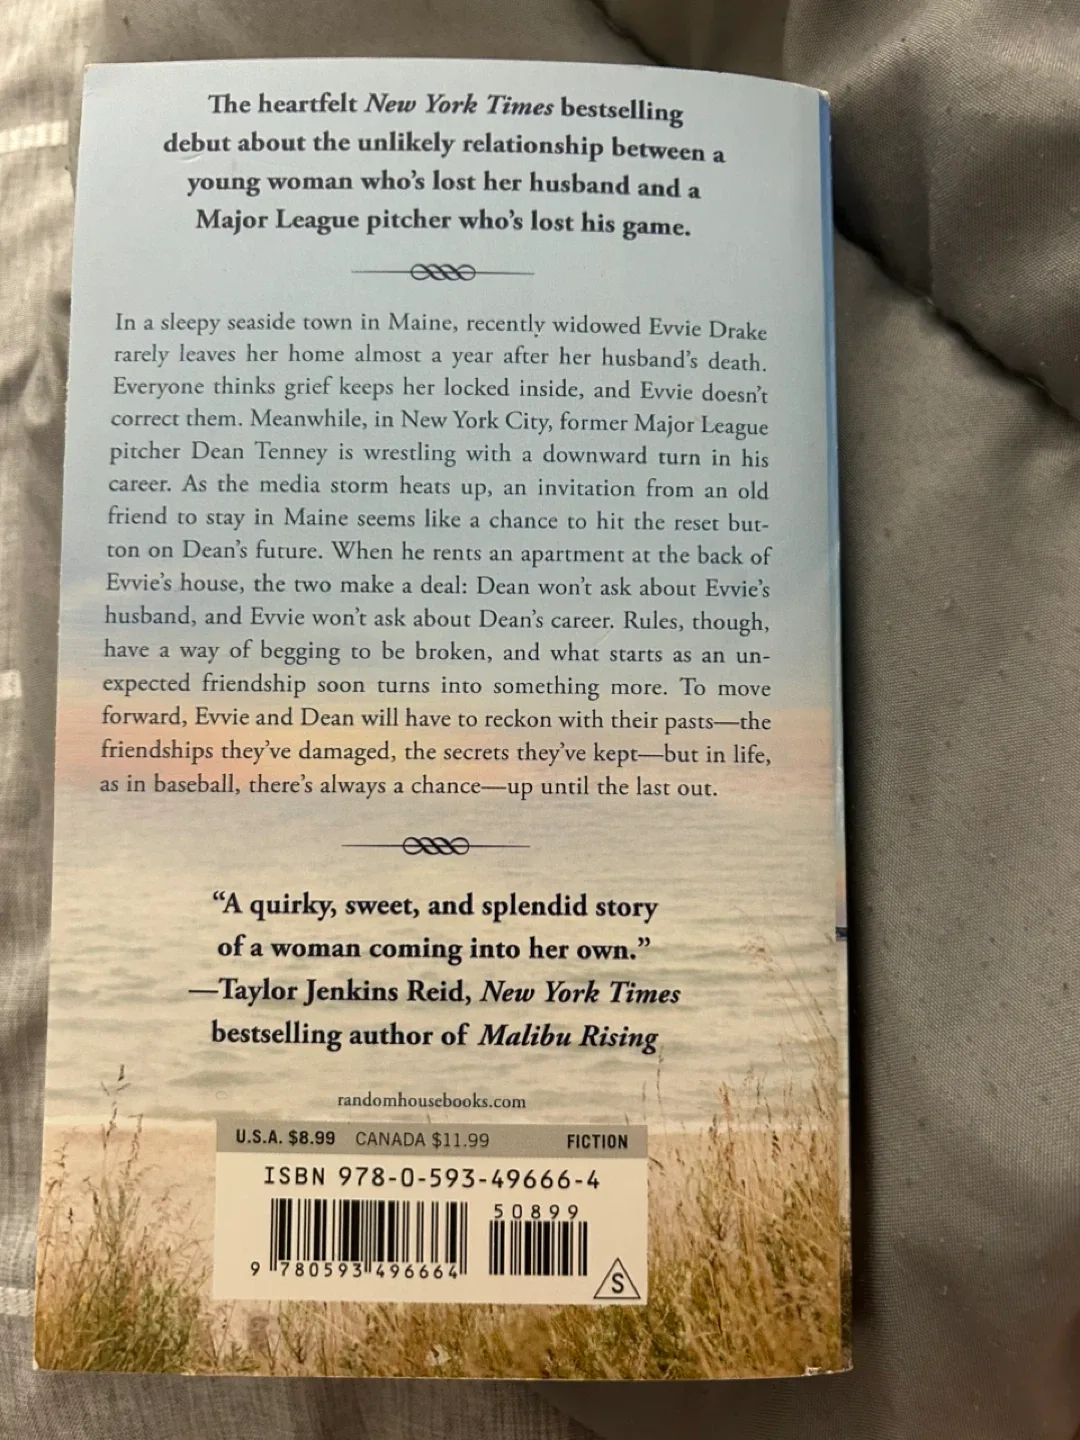 The heartfelt New York Times bestselling
debut about the unlikely relationship between a
young woman who's lost her husband and a
Major League pitcher who's lost his game.
In a sleepy seaside town in Maine, recently widowed Evvie Drake
rarely leaves her home almost a year after her husband's death.
Everyone thinks grief keeps her locked inside, and Evvie doesn't
correct them. Meanwhile, in New York City, former Major League
pitcher Dean Tenney is wrestling with a downward turn in his
career. As the media storm heats up, an invitation from an old
friend to stay in Maine seems like a chance to hit the reset but-
ton on Dean's future. When he rents an apartment at the back of
Evvie's house, the two make a deal: Dean won't ask about Evvie's
husband, and Evvie won't ask about Dean's career. Rules, though,
have a way of begging to be broken, and what starts as an un-
expected friendship soon turns into something more. To move
forward, Evvie and Dean will have to reckon with their pasts—the
friendships they've damaged, the secrets they've kept—but in life,
as in baseball, there's always a chance—up until the last out.
“A quirky, sweet, and splendid story
of a woman coming into her own.”
—Taylor Jenkins Reid, New York Times
bestselling author of Malibu Rising
randomhousebooks.com
U.S.A. $8.99 CANADA $11.99 FICTION
ISBN 978-0-593-49666-4
50899
9 780593 496664
S